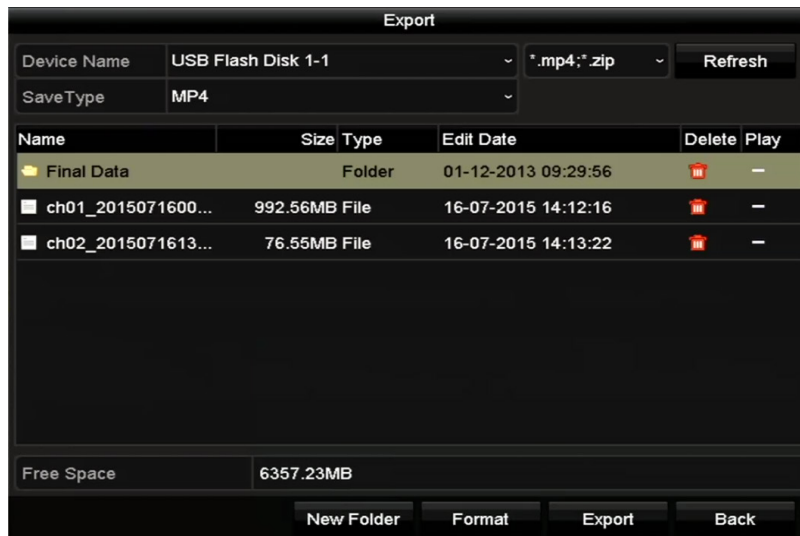 Export
Device Name USB Flash Disk 1-1 *.mp4;*.zip Refresh
SaveType MP4
Name Size Type Edit Date Delete Play
Final Data Folder 01-12-2013 09:29:56
ch01_2015071600... 992.56MB File 16-07-2015 14:12:16
ch02_2015071613... 76.55MB File 16-07-2015 14:13:22
Free Space 6357.23MB
New Folder Format Export Back